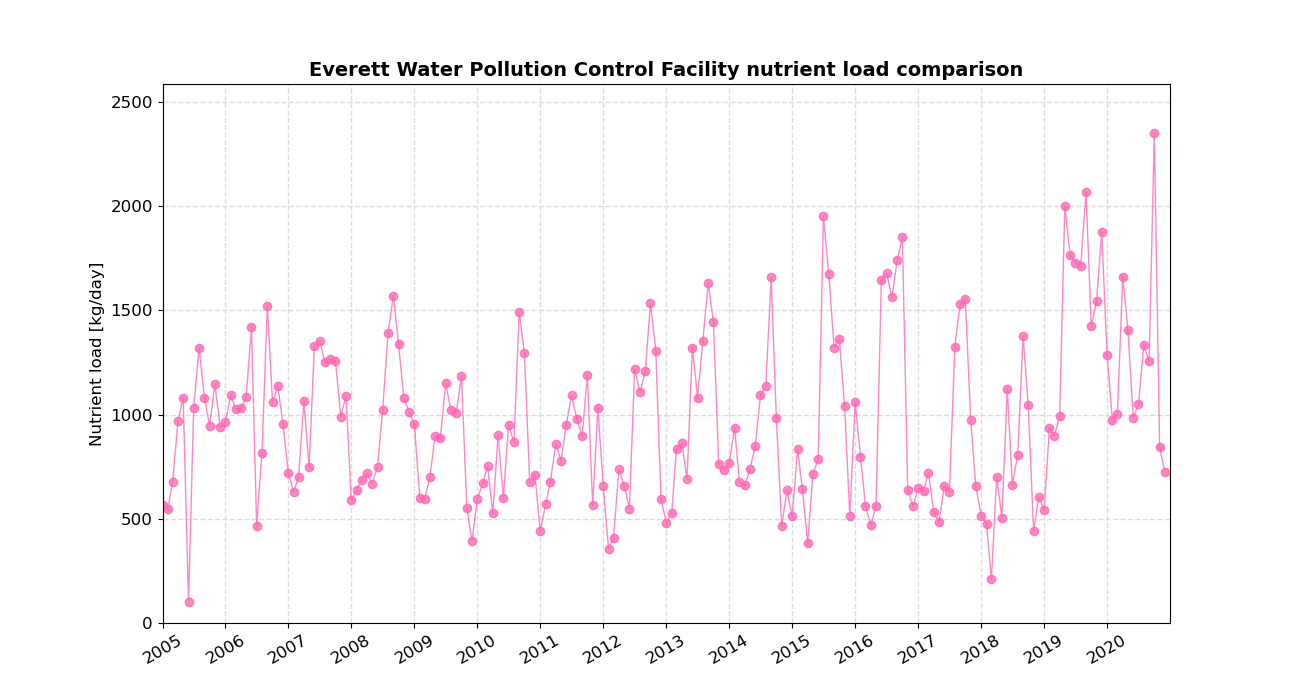 Everett Water Pollution Control Facility nutrient load comparison
Nutrient load [kg/day]
2500
2000
1500
1000
500
0
2005 2006 2007 2008 2009 2010 2011 2012 2013 2014 2015 2016 2017 2018 2019 2020